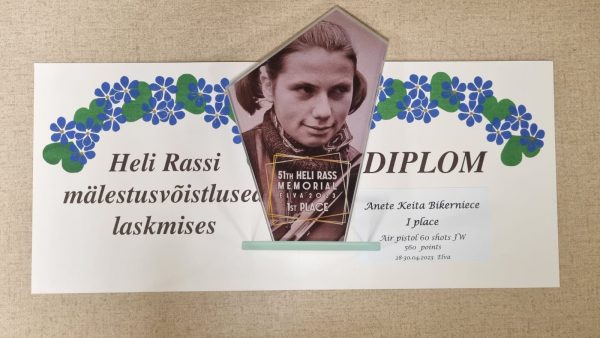 Heli Rassi
mälestusvõistlused
laskmises
51TH HELI RASS
MEMORIAL
ELVA 2023
1ST PLACE
DIPLOM
Anete Keita Bikerniece
I place
Air pistol 60 shots JW
560 points
28-30.04.2023 Elva